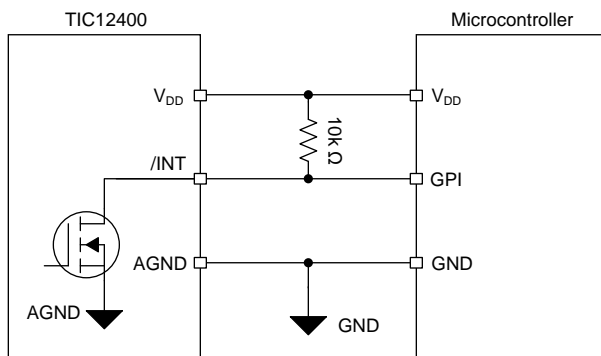 TIC12400
Microcontroller
VDD
VDD
10k Ω
/INT
GPI
AGND
GND
AGND
GND